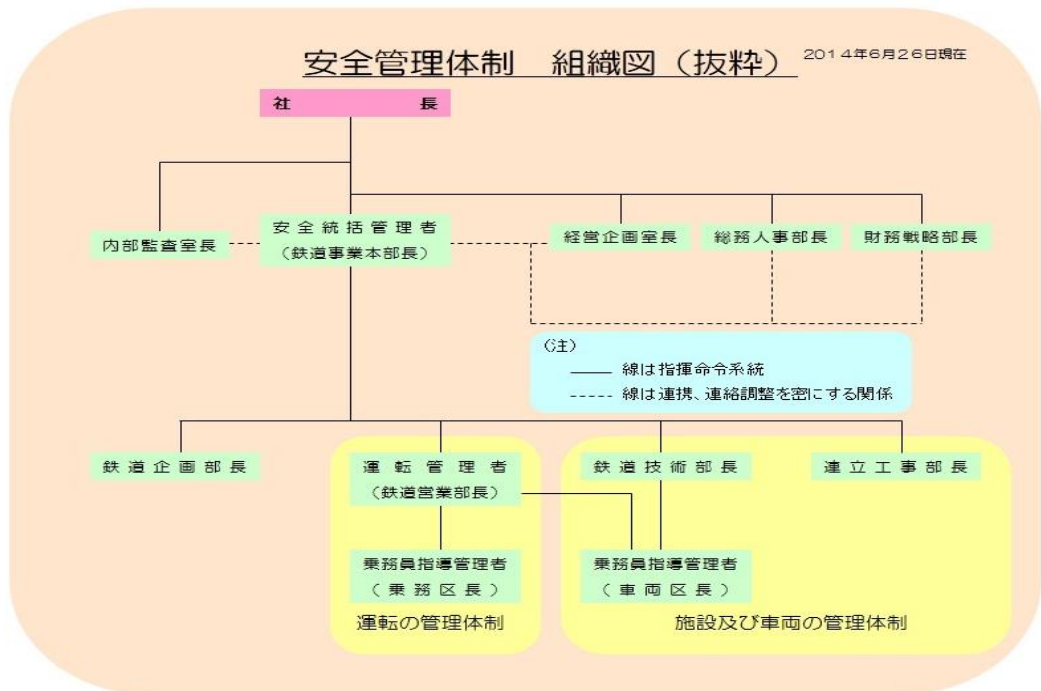 安全管理体制 組織図（抜粋）
2014年6月26日現在
社長
内部監査室長
安全統括管理者
（鉄道事業本部長）
経営企画室長
総務人事部長
財務戦略部長
（注）
線は指揮命令系統
線は連携、連絡調整を密にする関係
鉄道企画部長
運転管理者
（鉄道営業部長）
鉄道技術部長
連立工事部長
乗務員指導管理者
（乗務区長）
乗務員指導管理者
（車両区長）
運転の管理体制
施設及び車両の管理体制